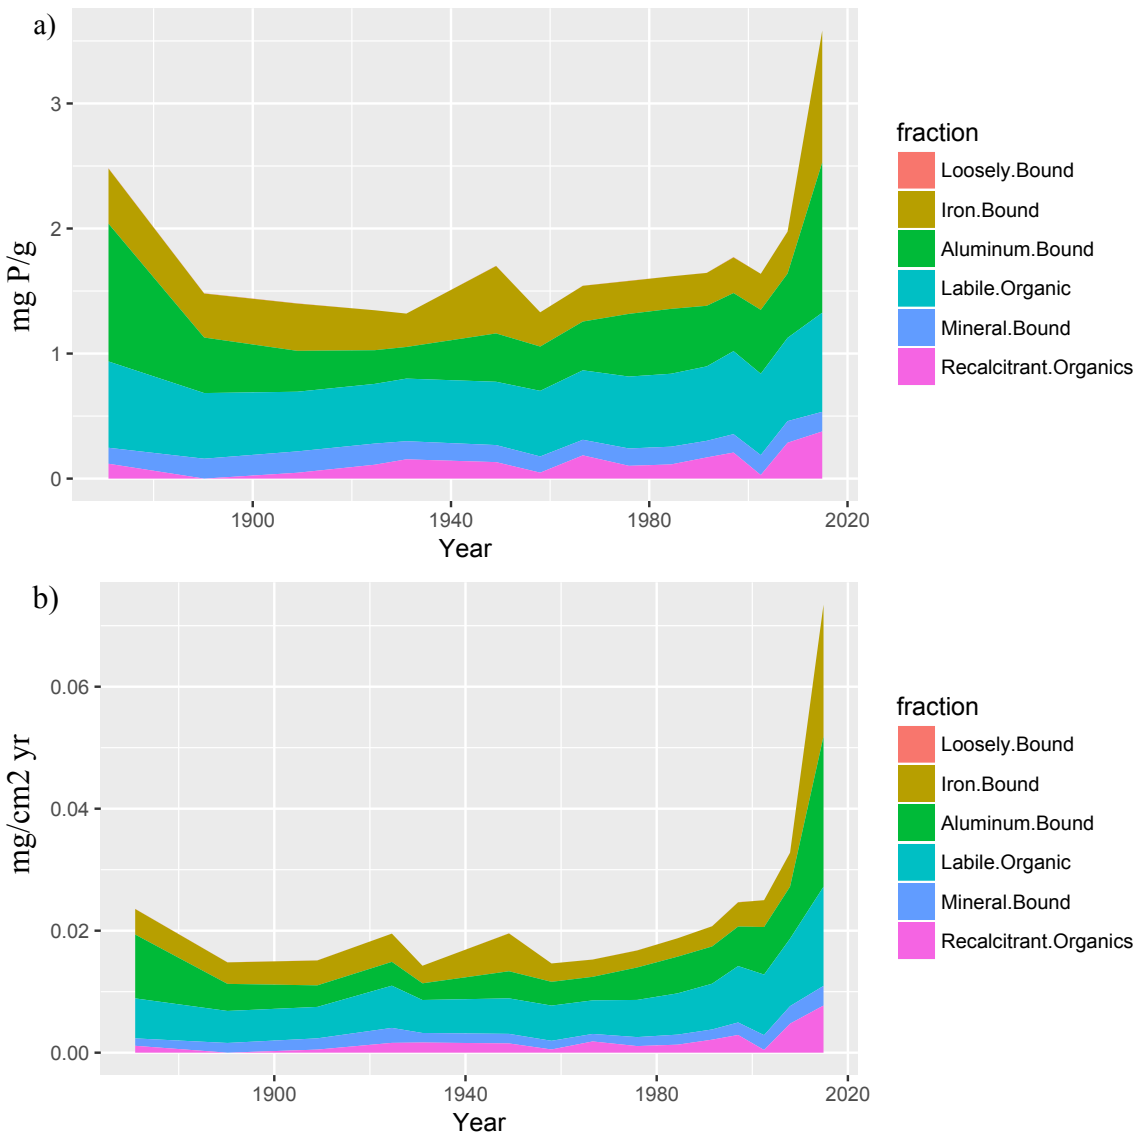 a)
mg P/g
3
2
1
0
1900 1940 1980 2020
Year
fraction
Loosely.Bound
Iron.Bound
Aluminum.Bound
Labile.Organic
Mineral.Bound
Recalcitrant.Organics
b)
mg/cm2 yr
0.06
0.04
0.02
0.00
1900 1940 1980 2020
Year
fraction
Loosely.Bound
Iron.Bound
Aluminum.Bound
Labile.Organic
Mineral.Bound
Recalcitrant.Organics